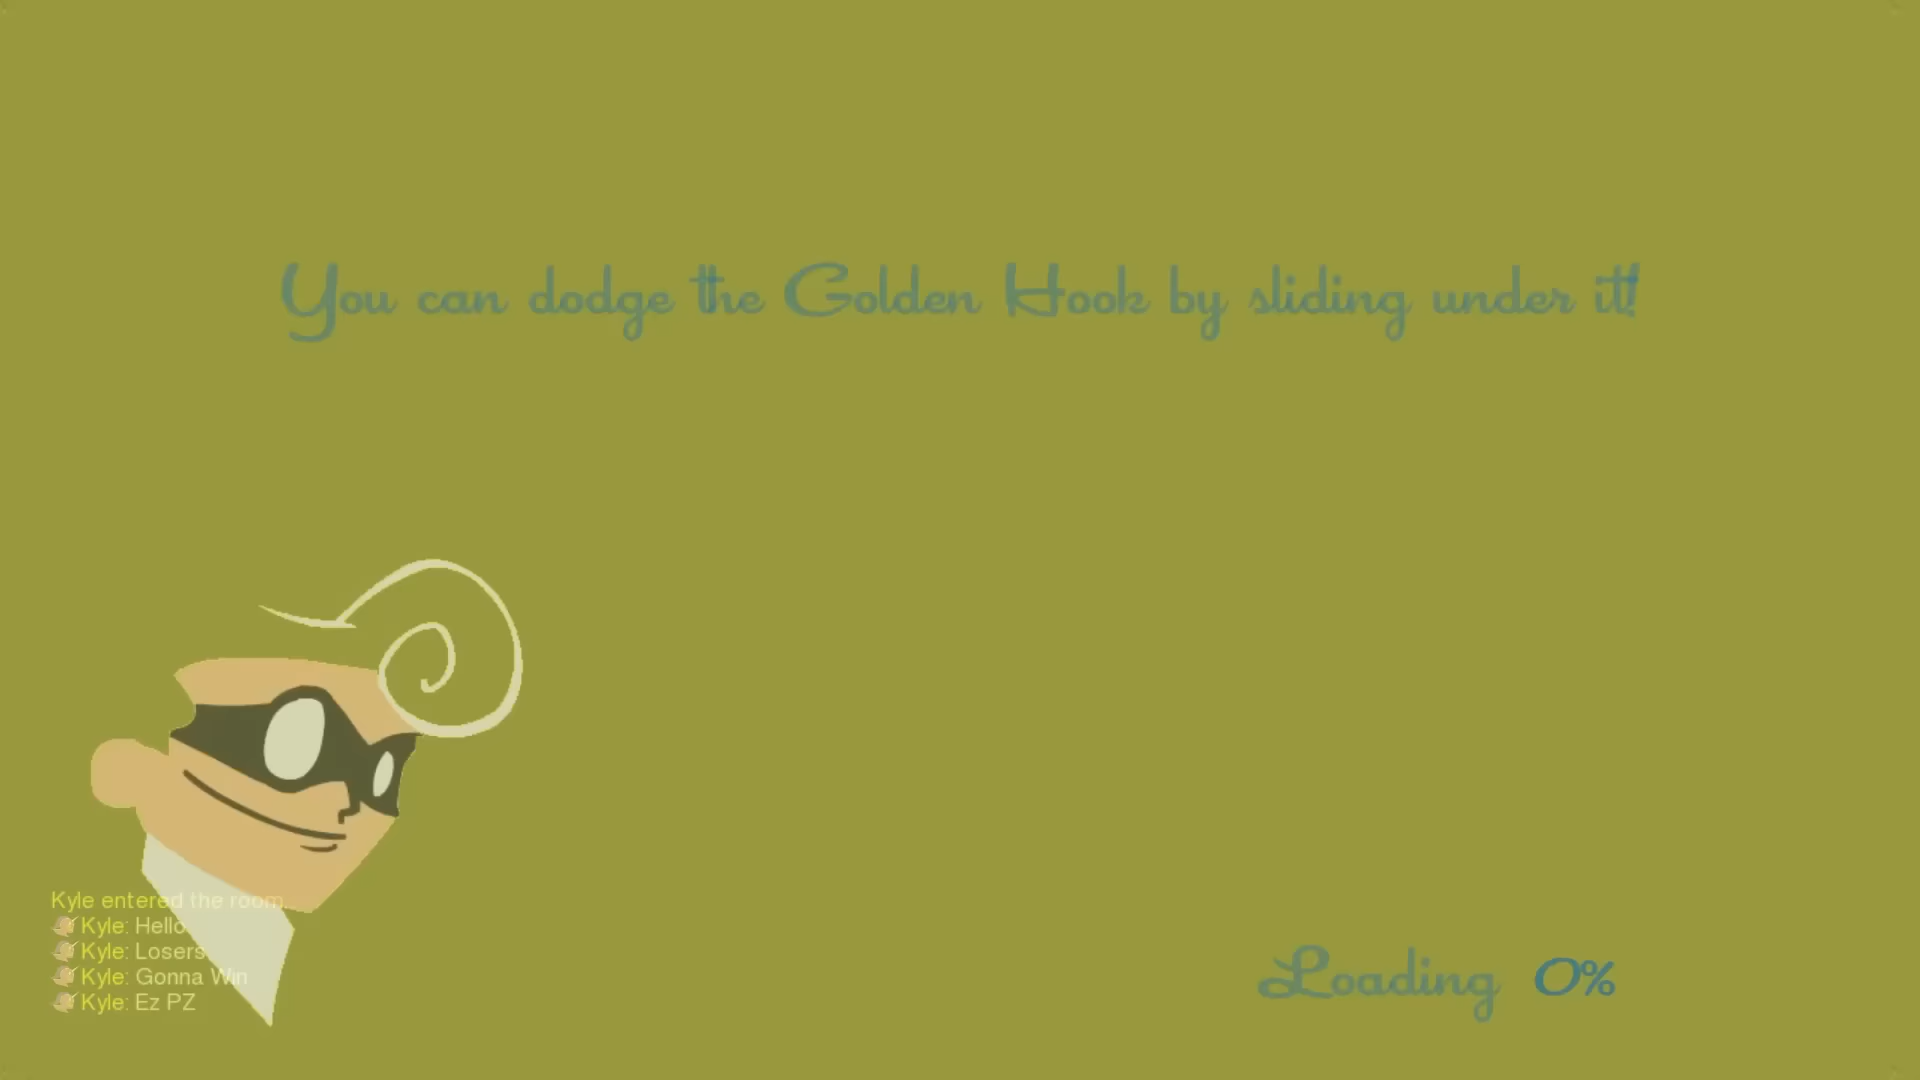 You can dodge the Golden Hook by sliding under it!
Kyle entered the room.
Kyle: Hello
Kyle: Losers
Kyle: Gonna Win
Kyle: Ez PZ
Loading 0%